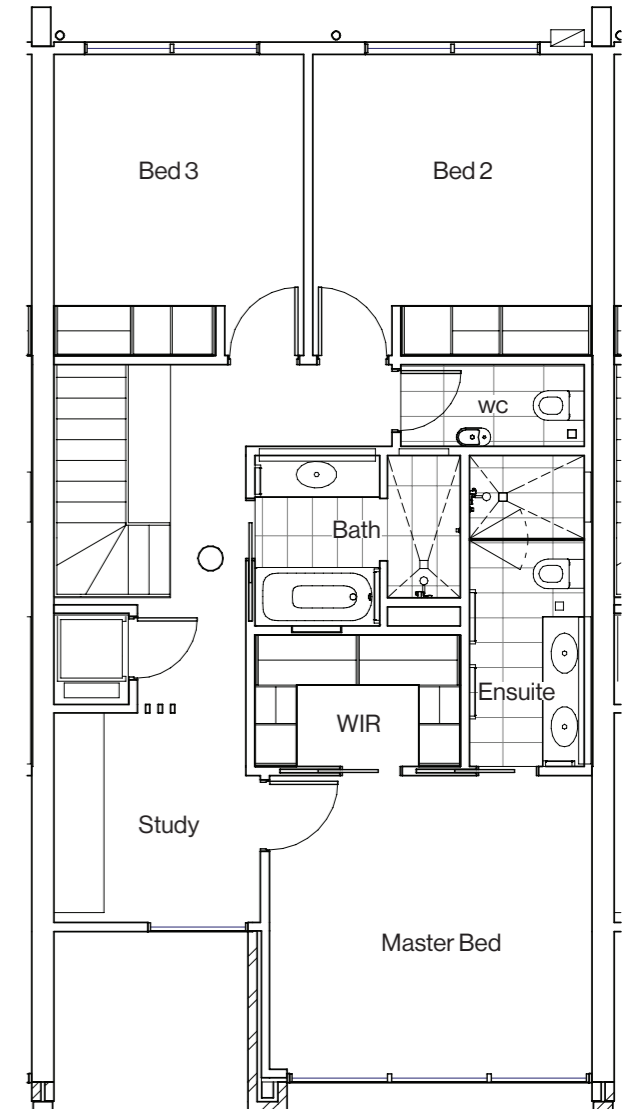 Bed 3
Bed 2
WC
Bath
Ensuite
WIR
Study
Master Bed